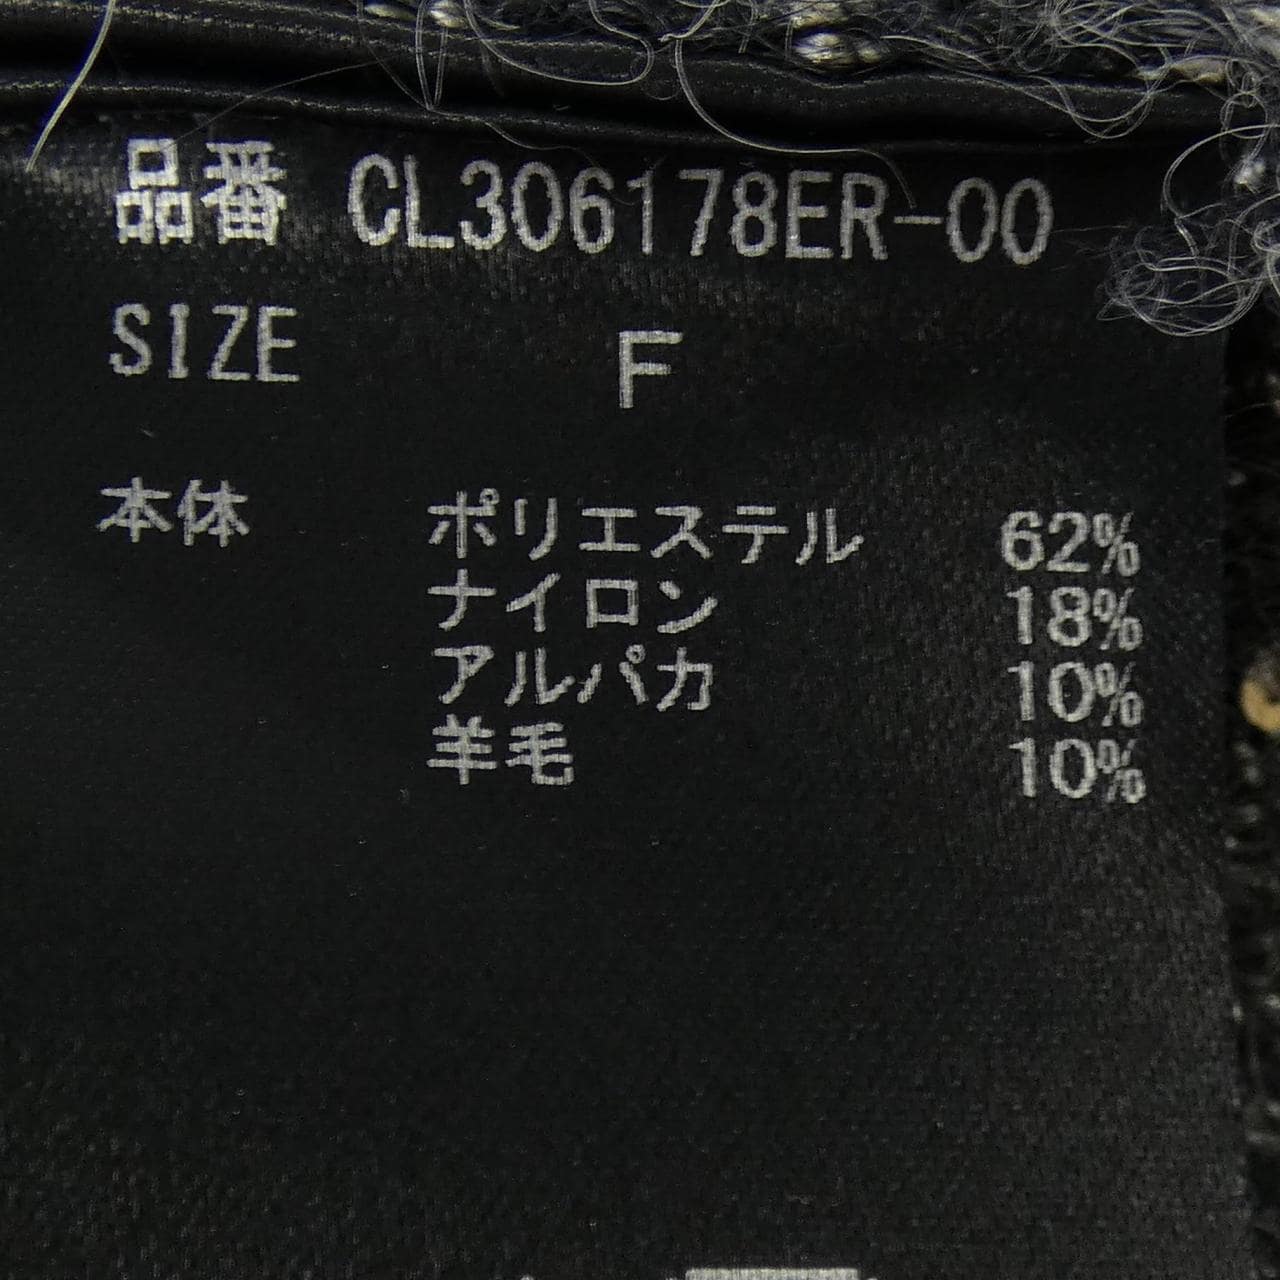 品番 CL306178ER-00
SIZE F
本体 ポリエステル 62%
ナイロン 18%
アルパカ 10%
羊毛 10%